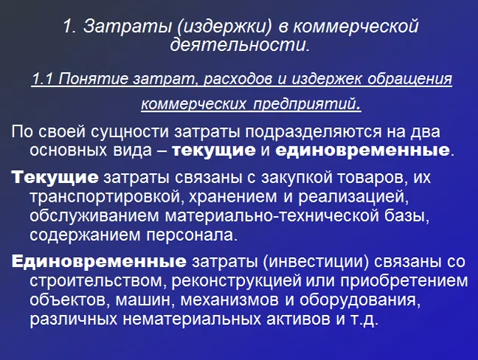 1. Затраты (издержки) в коммерческой
деятельности.
1.1 Понятие затрат, расходов и издержек обращения
коммерческих предприятий.
По своей сущности затраты подразделяются на два
основных вида – текущие и единовременные.
Текущие затраты связаны с закупкой товаров, их
транспортировкой, хранением и реализацией,
обслуживанием материально-технической базы,
содержанием персонала.
Единовременные затраты (инвестиции) связаны со
строительством, реконструкцией или приобретением
объектов, машин, механизмов и оборудования,
различных нематериальных активов и т.д.